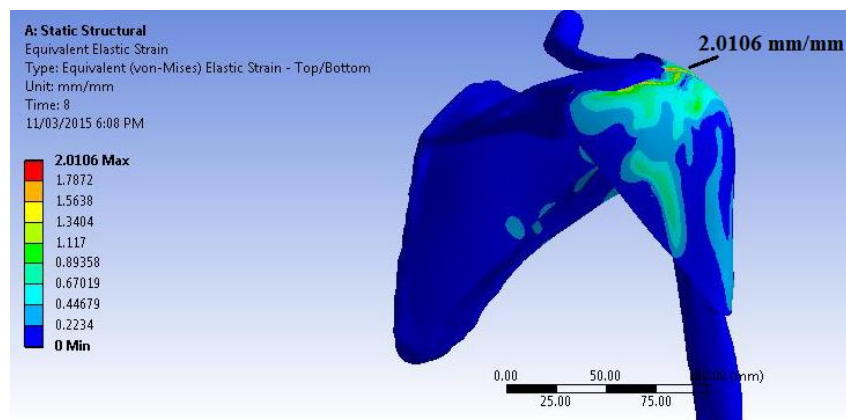 A: Static Structural
Equivalent Elastic Strain
Type: Equivalent (von-Mises) Elastic Strain - Top/Bottom
Unit: mm/mm
Time: 8
11/03/2015 6:08 PM
2.0106 mm/mm
2.0106 Max
1.7872
1.5638
1.3404
1.117
0.89358
0.67019
0.44679
0.2234
0 Min
0.00 50.00 (mm)
25.00 75.00